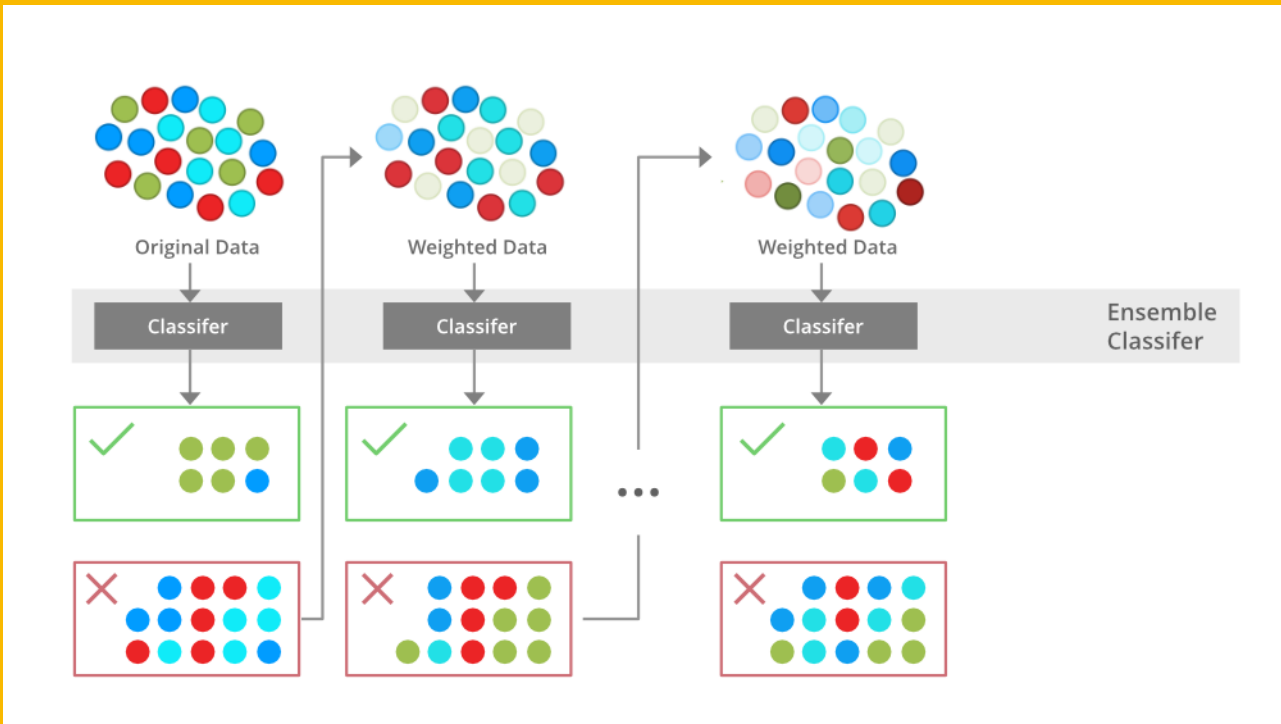 Original Data
Weighted Data
Weighted Data
Classifer
Classifer
Classifer
Ensemble
Classifer
...